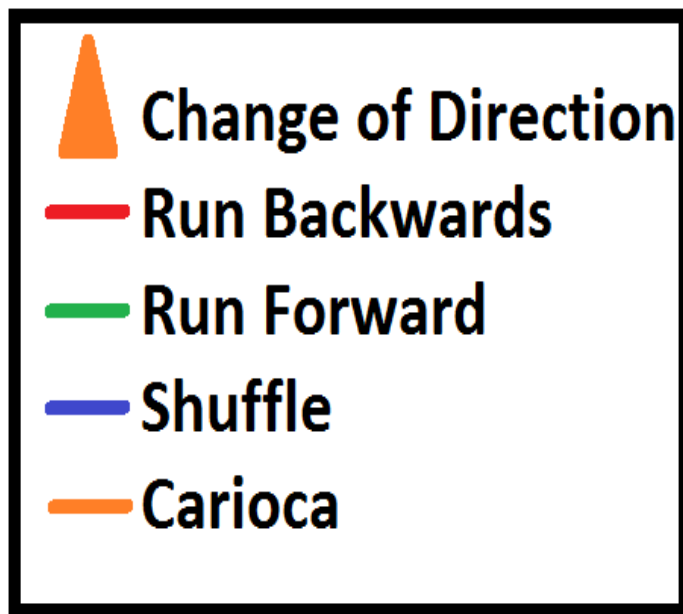 Change of Direction
Run Backwards
Run Forward
Shuffle
Carioca